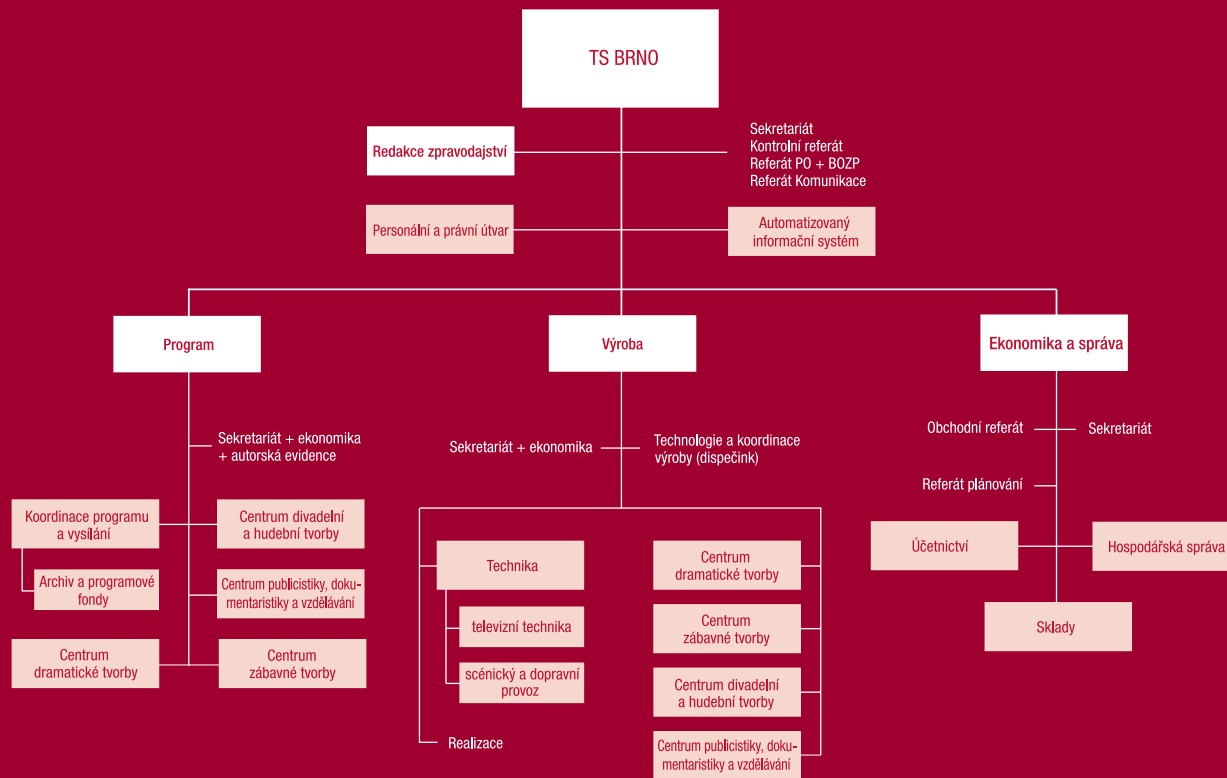 TS BRNO
Redakce zpravodajství
Sekretariát
Kontrolní referát
Referát PO + BOZP
Referát Komunikace
Personální a právní útvar
Automatizovaný
informační systém
Program
Výroba
Ekonomika a správa
Sekretariát + ekonomika
+ autorská evidence
Koordinace programu
a vysílání
Centrum divadelní
a hudební tvorby
Archiv a programové
fondy
Centrum publicistiky, doku-
mentaristiky a vzdělávání
Centrum
dramatické tvorby
Centrum
zábavné tvorby
Sekretariát + ekonomika
Technologie a koordinace
výroby (dispečink)
Technika
televizní technika
scénický a dopravní
provoz
Realizace
Centrum
dramatické tvorby
Centrum
zábavné tvorby
Centrum divadelní
a hudební tvorby
Centrum publicistiky, doku-
mentaristiky a vzdělávání
Obchodní referát
Sekretariát
Referát plánování
Účetnictví
Hospodářská správa
Sklady